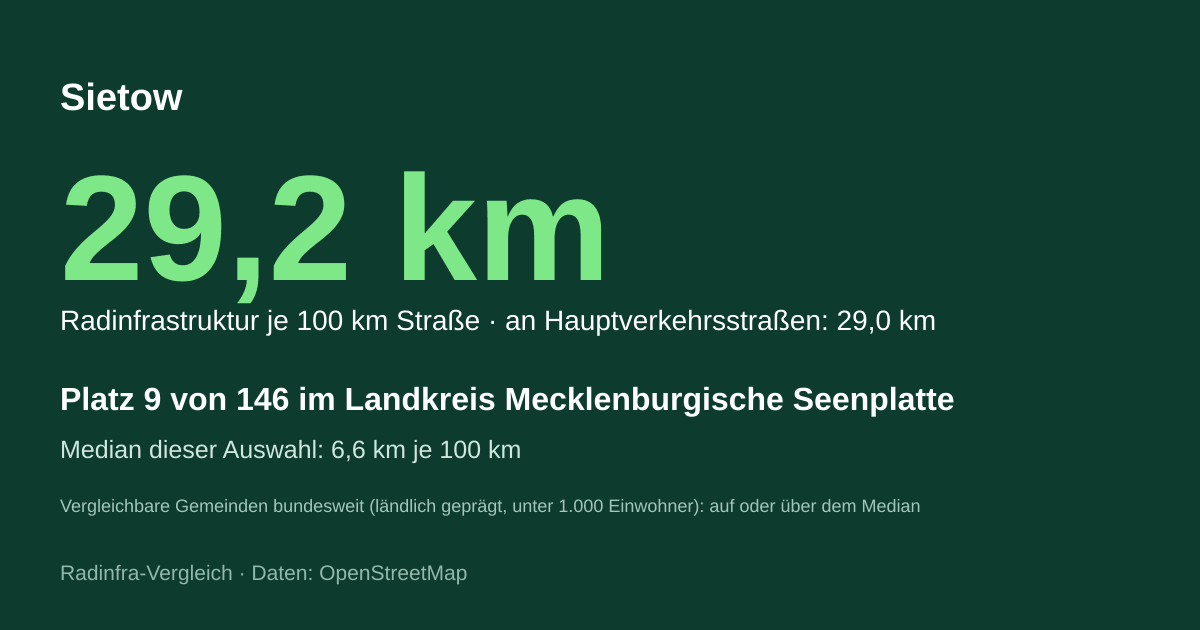 Sietow
29,2 km
Radinfrastruktur je 100 km Straße · an Hauptverkehrsstraßen: 29,0 km
Platz 9 von 146 im Landkreis Mecklenburgische Seenplatte
Median dieser Auswahl: 6,6 km je 100 km
Vergleichbare Gemeinden bundesweit (ländlich geprägt, unter 1.000 Einwohner): auf oder über dem Median
Radinfra-Vergleich · Daten: OpenStreetMap